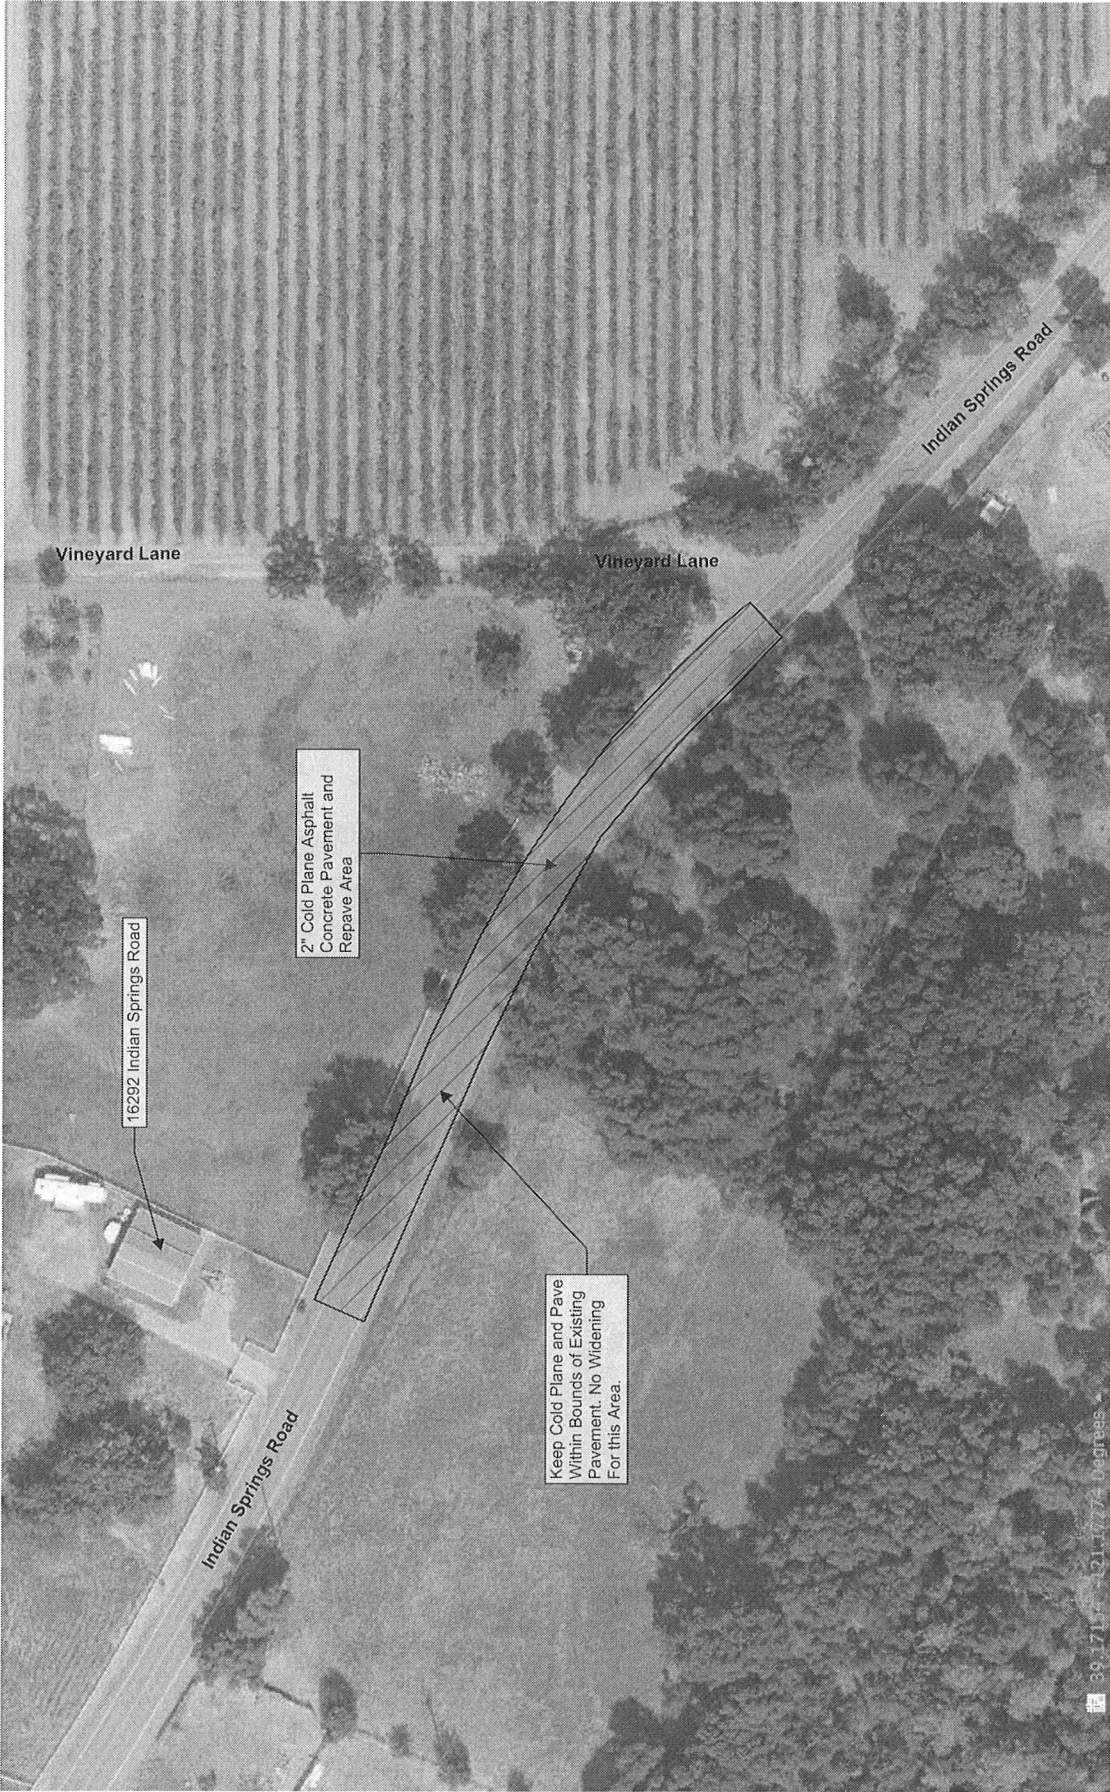 16292 Indian Springs Road
2" Cold Plane Asphalt
Concrete Pavement and
Repave Area
Keep Cold Plane and Pave
Within Bounds of Existing
Pavement. No Widening
For this Area.
Indian Springs Road
Vineyard Lane
Vineyard Lane
Indian Springs Road
Degrees